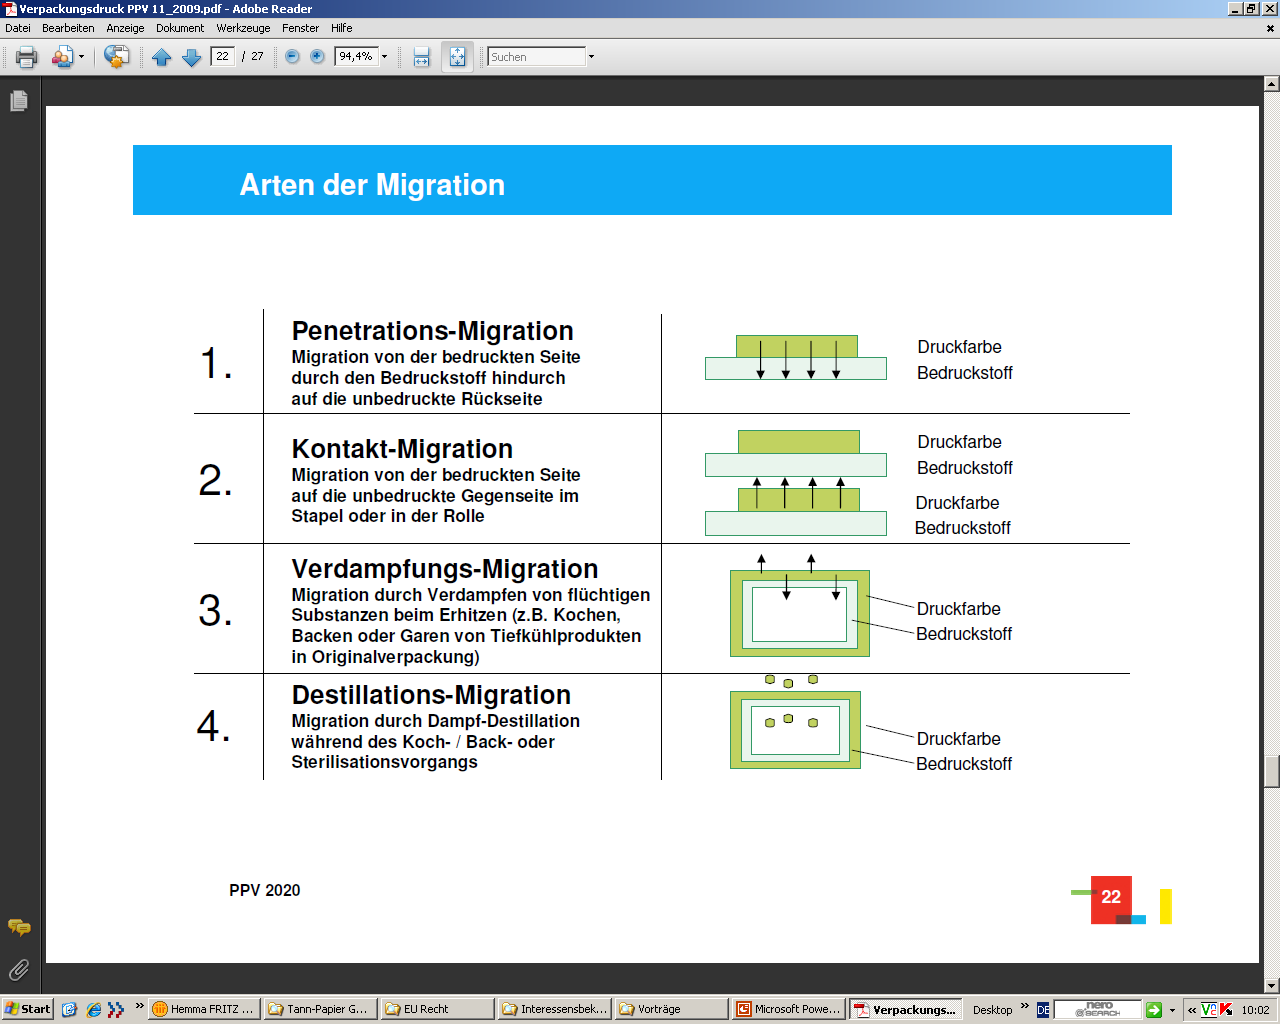 Verpackungsdruck PPV 11_2009.pdf - Adobe Reader
Datei Bearbeiten Anzeige Dokument Werkzeuge Fenster Hilfe
22 / 27 94,4% Suchen
Arten der Migration
1.
Penetrations-Migration
Migration von der bedruckten Seite
durch den Bedruckstoff hindurch
auf die unbedruckte Rückseite
Druckfarbe
Bedruckstoff
2.
Kontakt-Migration
Migration von der bedruckten Seite
auf die unbedruckte Gegenseite im
Stapel oder in der Rolle
Druckfarbe
Bedruckstoff
Druckfarbe
Bedruckstoff
3.
Verdampfungs-Migration
Migration durch Verdampfen von flüchtigen
Substanzen beim Erhitzen (z.B. Kochen,
Backen oder Garen von Tiefkühlprodukten
in Originalverpackung)
Druckfarbe
Bedruckstoff
4.
Destillations-Migration
Migration durch Dampf-Destillation
während des Koch- / Back- oder
Sterilisationsvorgangs
Druckfarbe
Bedruckstoff
PPV 2020
22
Start » Hemma FRITZ ... Tann-Papier G... EU Recht Interessensbek... Vorträge Microsoft Powe... Verpackungs... Desktop » DE nero SEARCH « 10:02